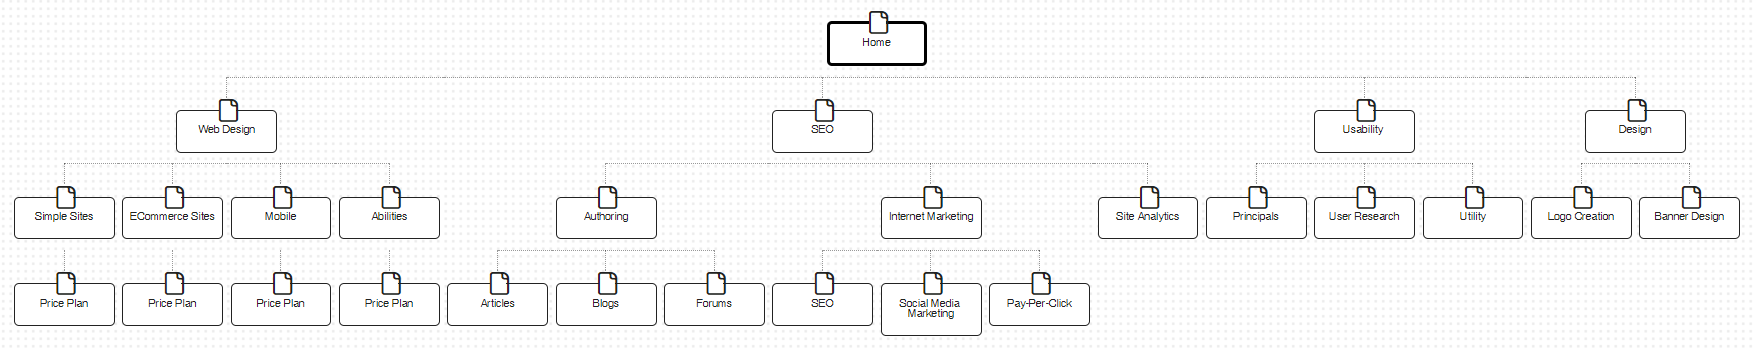 Home
Web Design
SEO
Usability
Design
Simple Sites
ECommerce Sites
Mobile
Abilities
Authoring
Internet Marketing
Site Analytics
Principals
User Research
Utility
Logo Creation
Banner Design
Price Plan
Price Plan
Price Plan
Price Plan
Articles
Blogs
Forums
SEO
Social Media
Marketing
Pay-Per-Click